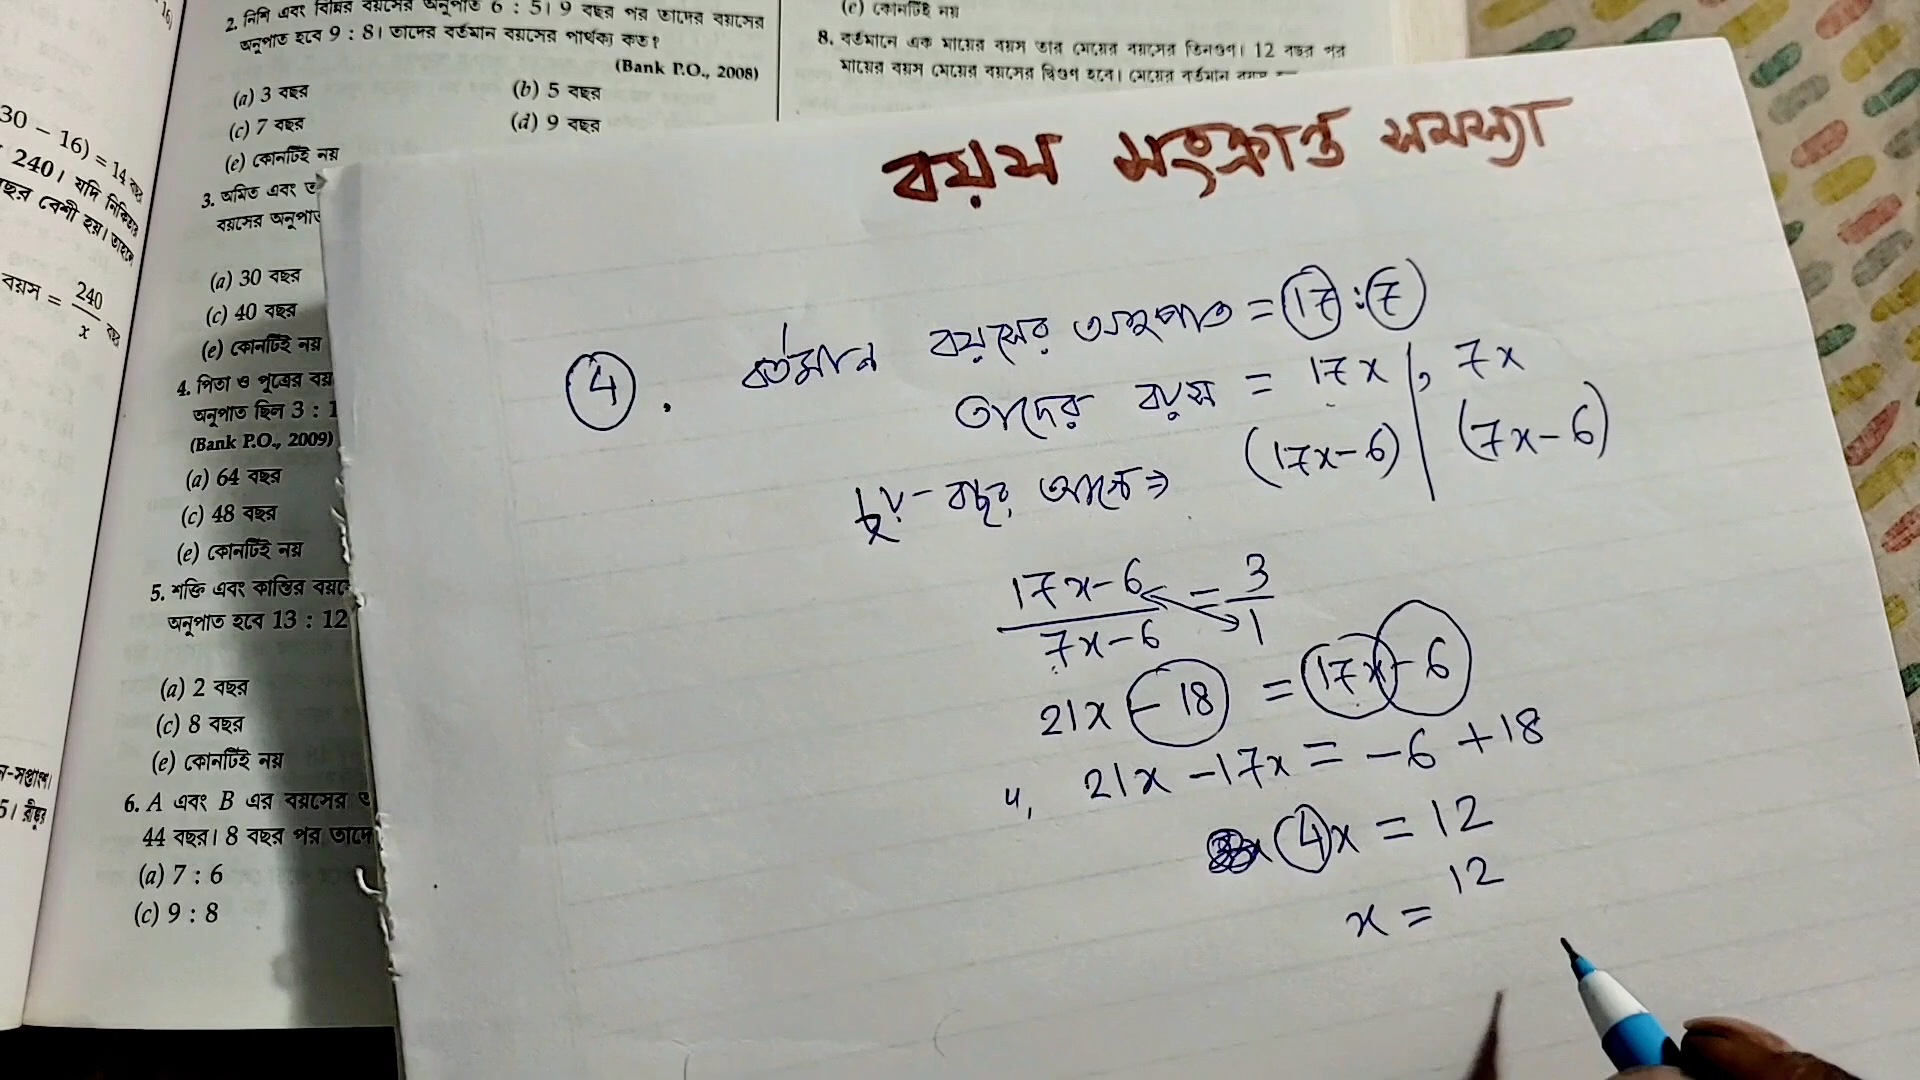 2. নিশি এবং বিন্নির বয়সের অনুপাত 6 : 5। 9 বছর পর তাদের বয়সের
অনুপাত হবে 9 : 8। তাদের বর্তমান বয়সের পার্থক্য কত?
(Bank P.O., 2008)
(a) 3 বছর
(b) 5 বছর
(c) 7 বছর
(d) 9 বছর
(e) কোনটিই নয়
3. অমিত এবং
বয়সের অনুপাত
(a) 30 বছর
(c) 40 বছর
(e) কোনটিই নয়
4. পিতা ও পুত্রের
অনুপাত ছিল 3 : 1
(Bank P.O., 2009)
(a) 64 বছর
(c) 48 বছর
(e) কোনটিই নয়
5. শক্তি এবং কান্তির
অনুপাত হবে 13 : 12
(a) 2 বছর
(c) 8 বছর
(e) কোনটিই নয়
6. A এবং B এর বয়সের
44 বছর। 8 বছর পর
(a) 7 : 6
(c) 9 : 8
(e) কোনটিই নয়
8. বর্তমানে এক মায়ের বয়স তার মেয়ের বয়সের তিনগুণ। 12 বছর পর
মায়ের বয়স মেয়ের বয়সের দ্বিগুণ হবে। মেয়ের বর্তমান বয়স
30 – 16) = 14 বছর
240। যদি নিকিতার
বছর বেশী হয়। তাহলে
বয়স = 240/x বছর
বয়স সংক্রান্ত সমস্যা
4. বর্তমান বয়সের অনুপাত = 17 : 7
তাদের বয়স = 17x, 7x
ছয়-বছর আগে ⇒ (17x-6) | (7x-6)
17x-6/7x-6 = 3/1
21x - 18 = 17x - 6
বা, 21x - 17x = -6 + 18
4x = 12
x = 12